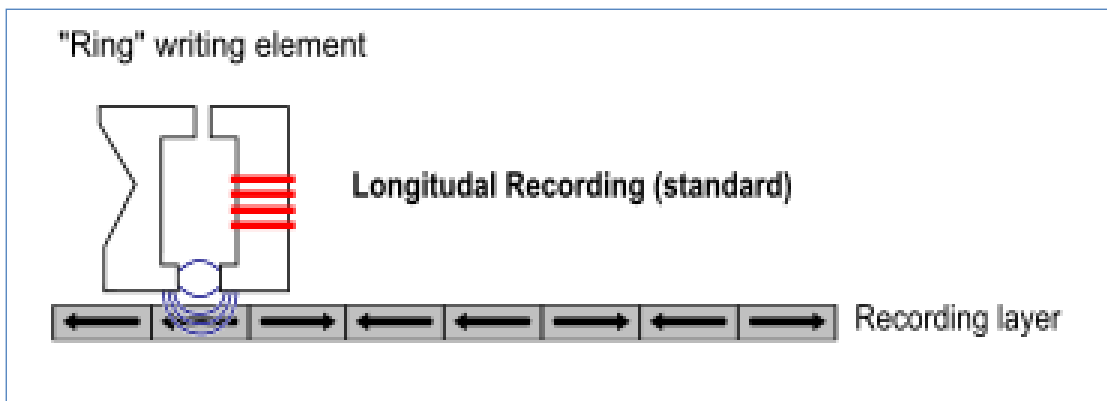 "Ring" writing element
Longitudal Recording (standard)
Recording layer